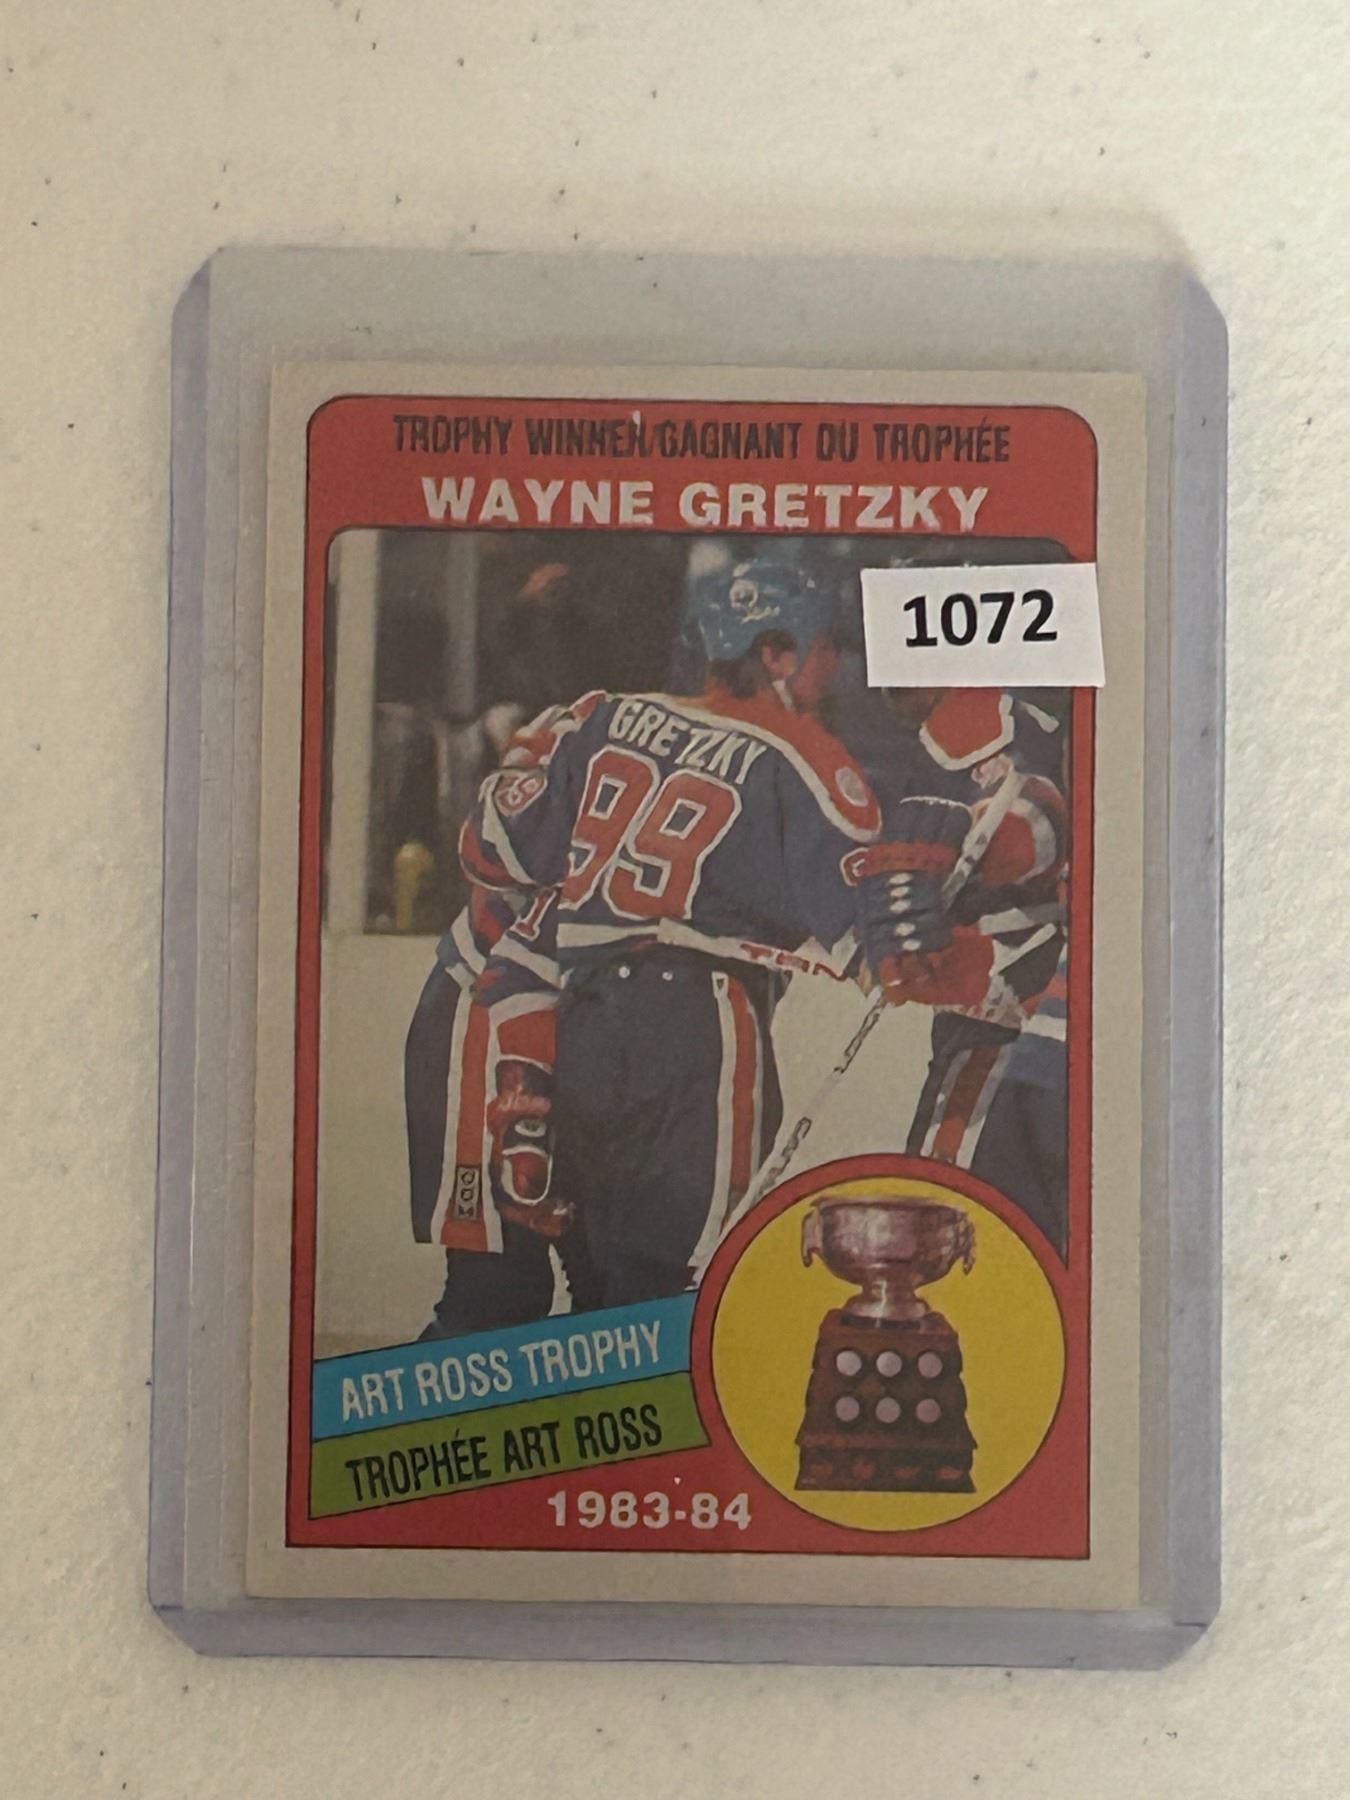 TROPHY WINNER/GAGNANT DU TROPHÉE
WAYNE GRETZKY
1072
GRETZKY
99
ART ROSS TROPHY
TROPHÉE ART ROSS
1983-84